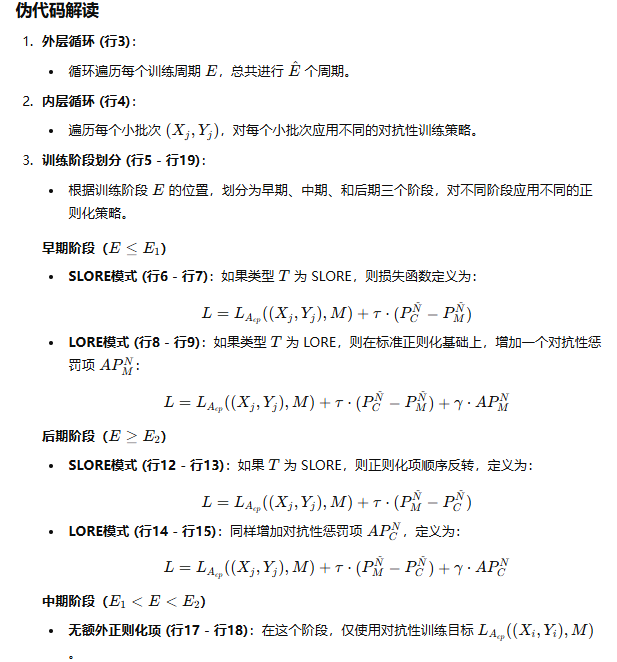 伪代码解读
1. 外层循环 (行3)：
• 循环遍历每个训练周期 E，总共进行 Ê 个周期。
2. 内层循环 (行4)：
• 遍历每个小批次 (X_j, Y_j)，对每个小批次应用不同的对抗性训练策略。
3. 训练阶段划分 (行5 - 行19)：
• 根据训练阶段 E 的位置，划分为早期、中期、和后期三个阶段，对不同阶段应用不同的正
则化策略。
早期阶段（E ≤ E_1）
• SLORE模式 (行6 - 行7)：如果类型 T 为 SLORE，则损失函数定义为：
L = L_{A_{cp}}((X_j, Y_j), M) + τ · (P_C^{\tilde{N}} − P_M^{\tilde{N}})
• LORE模式 (行8 - 行9)：如果类型 T 为 LORE，则在标准正则化基础上，增加一个对抗性惩
罚项 AP_M^N：
L = L_{A_{cp}}((X_j, Y_j), M) + τ · (P_C^{\tilde{N}} − P_M^{\tilde{N}}) + γ · AP_M^N
后期阶段（E ≥ E_2）
• SLORE模式 (行12 - 行13)：如果 T 为 SLORE，则正则化项顺序反转，定义为：
L = L_{A_{cp}}((X_j, Y_j), M) + τ · (P_M^{\tilde{N}} − P_C^{\tilde{N}})
• LORE模式 (行14 - 行15)：同样增加对抗性惩罚项 AP_C^N，定义为：
L = L_{A_{cp}}((X_j, Y_j), M) + τ · (P_M^{\tilde{N}} − P_C^{\tilde{N}}) + γ · AP_C^N
中期阶段（E_1 < E < E_2）
• 无额外正则化项 (行17 - 行18)：在这个阶段，仅使用对抗性训练目标 L_{A_{cp}}((X_i, Y_i), M)
。